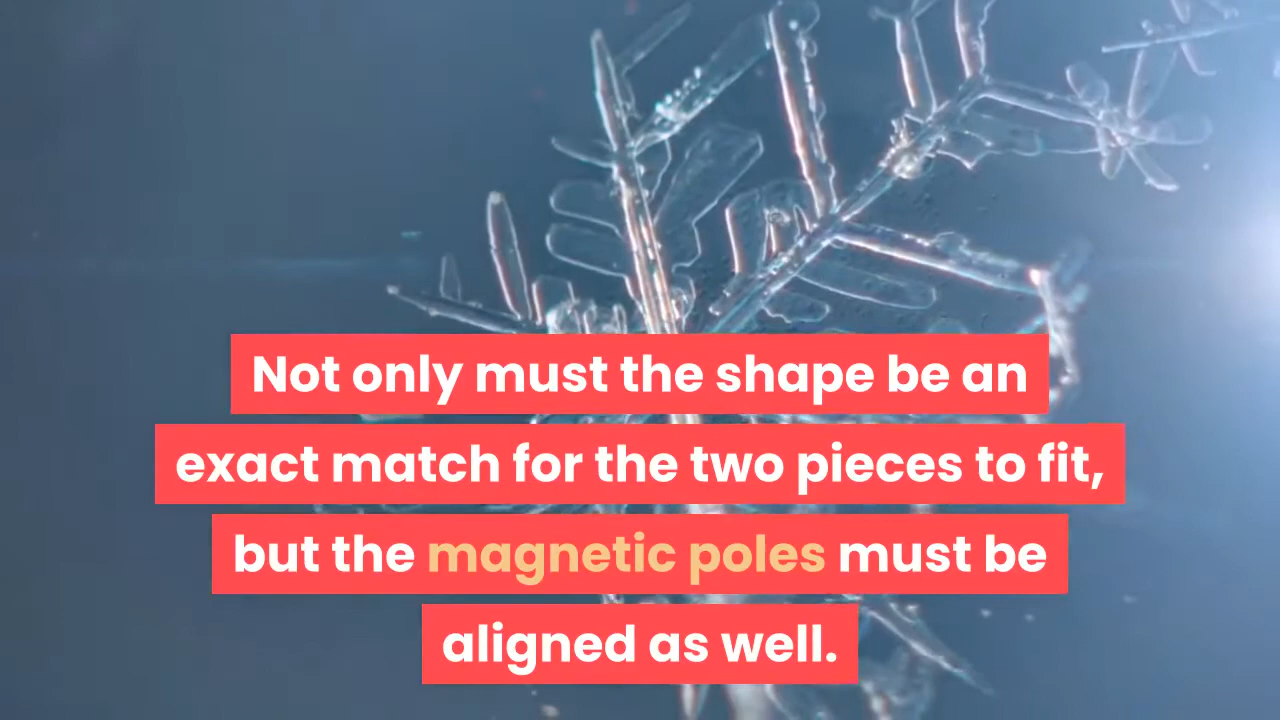 Not only must the shape be an
exact match for the two pieces to fit,
but the magnetic poles must be
aligned as well.